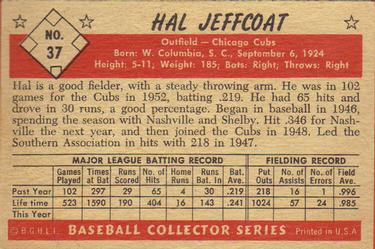 HAL JEFFCOAT
NO. 37
Outfield — Chicago Cubs
Born: W. Columbia, S. C., September 6, 1924
Height: 5-11; Weight: 185; Bats: Right; Throws: Right
Hal is a good fielder, with a steady throwing arm. He was in 102
games for the Cubs in 1952, batting .219. He had 65 hits and
drove in 30 runs, a good percentage. Began in baseball in 1946,
spending the season with Nashville and Shelby. Hit .346 for Nash-
ville the next year, and then joined the Cubs in 1948. Led the
Southern Association in hits with 218 in 1947.
MAJOR LEAGUE BATTING RECORD FIELDING RECORD
Games Played Times at Bat Runs Scored No. of Hits Home Runs Runs Bat. In Bat. Avg. Put Outs No. of Assists No. of Errors Field Avg.
Past Year 102 297 29 65 4 30 .219 218 16 1 .996
Life time 523 1590 190 404 16 141 .254 1024 57 24 .985
This Year
© B.G.H.L.I. BASEBALL COLLECTOR SERIES Printed in U.S.A